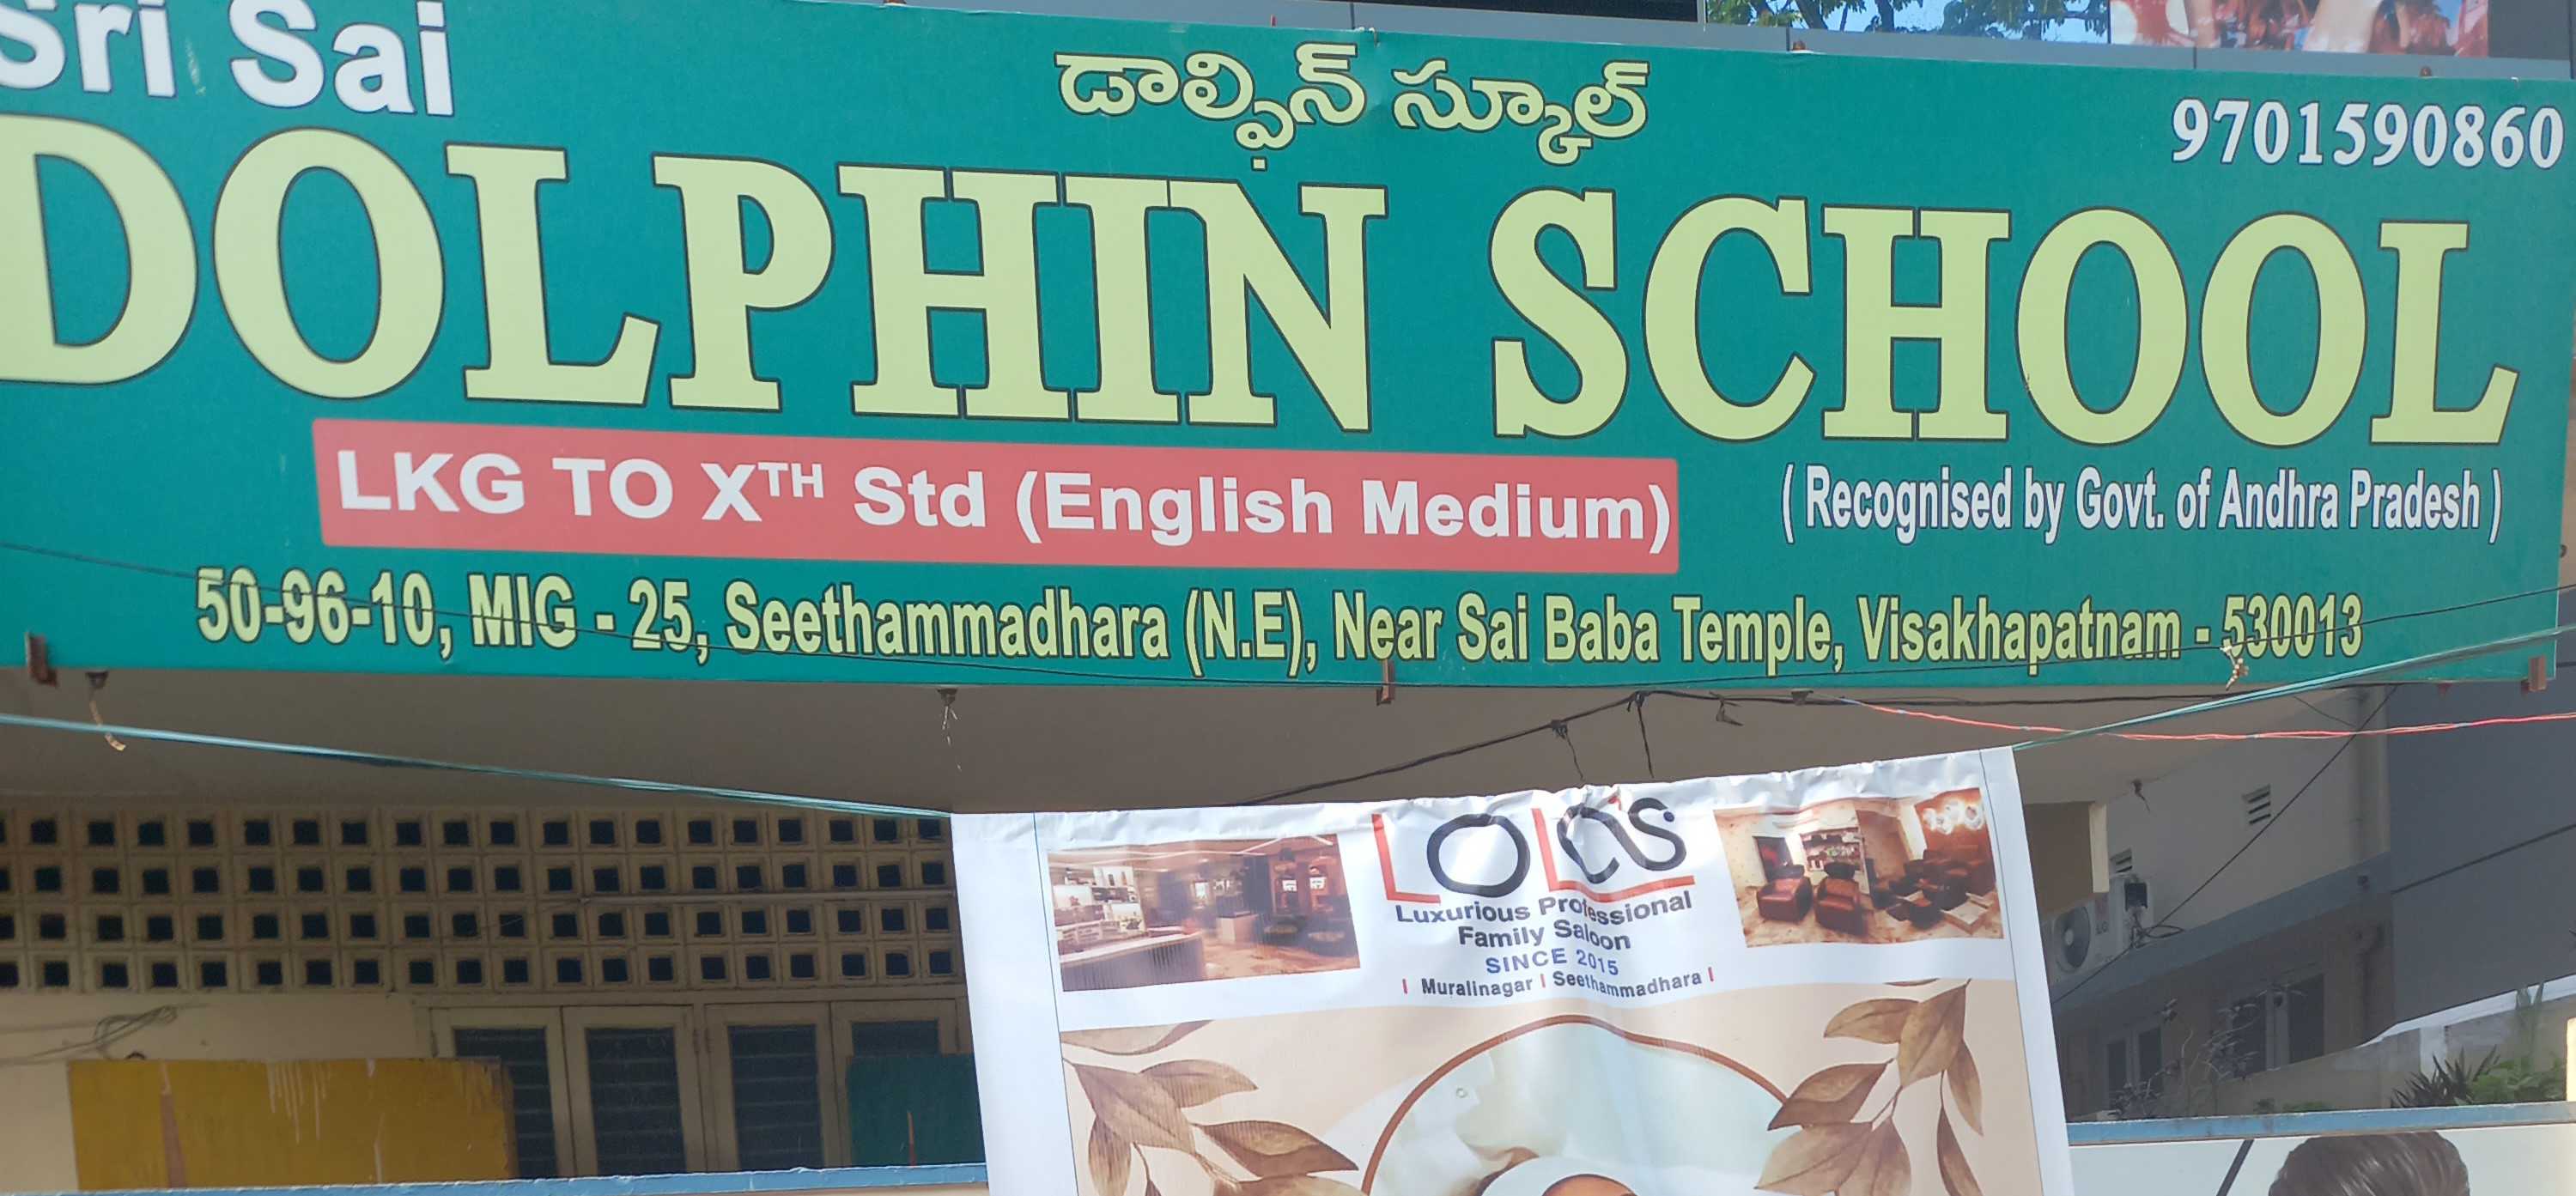 Sri Sai
డాల్ఫిన్ స్కూల్
9701590860
DOLPHIN SCHOOL
LKG TO XTH Std (English Medium)
( Recognised by Govt. of Andhra Pradesh )
50-96-10, MIG - 25, Seethammadhara (N.E), Near Sai Baba Temple, Visakhapatnam - 530013
LOLO'S
Luxurious Professional
Family Saloon
SINCE 2015
| Muralinagar | Seethammadhara |